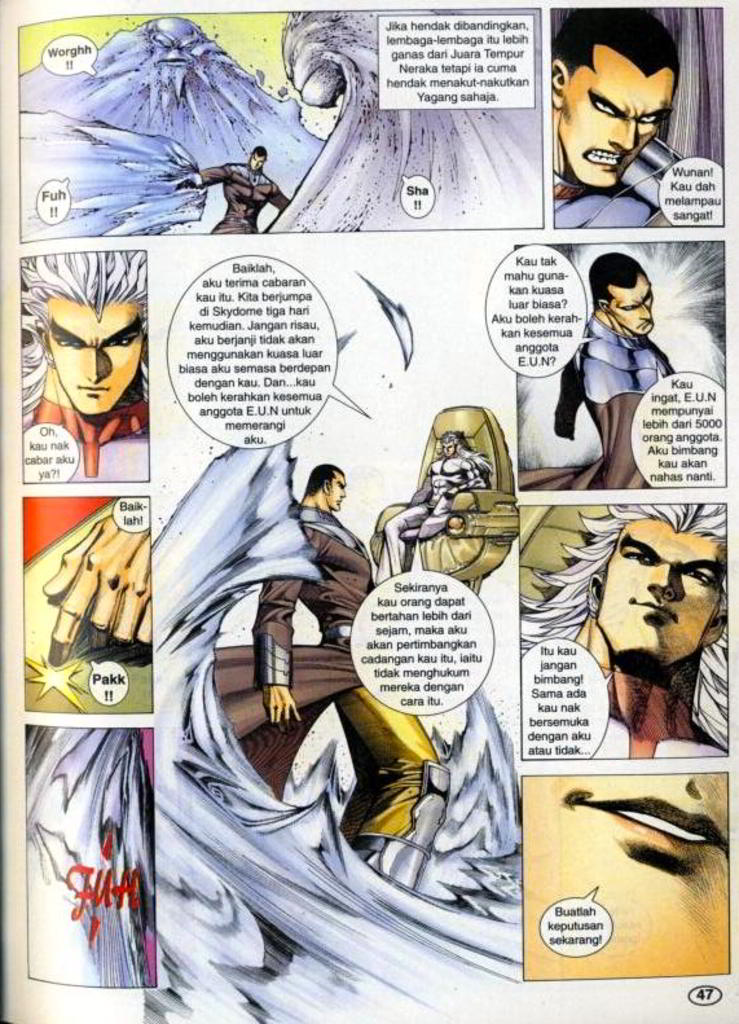 Worghh
!!
Fuh
!!
Sha
!!
Jika hendak dibandingkan,
lembaga-lembaga itu lebih
ganas dari Juara Tempur
Neraka tetapi ia cuma
hendak menakut-nakutkan
Yagang sahaja.
Wunan!
Kau dah
melampau
sangat!
Oh,
kau nak
cabar aku
ya?!
Baiklah,
aku terima cabaran
kau itu. Kita berjumpa
di Skydome tiga hari
kemudian. Jangan risau,
aku berjanji tidak akan
menggunakan kuasa luar
biasa aku semasa berdepan
dengan kau. Dan...kau
boleh kerahkan kesemua
anggota E.U.N untuk
memerangi
aku.
Kau tak
mahu guna-
kan kuasa
luar biasa?
Aku boleh kerah-
kan kesemua
anggota
E.U.N?
Kau
ingat, E.U.N
mempunyai
lebih dari 5000
orang anggota.
Aku bimbang
kau akan
nahas nanti.
Baik-
lah!
Pakk
!!
Sekiranya
kau orang dapat
bertahan lebih dari
sejam, maka aku
akan pertimbangkan
cadangan kau itu, iaitu
tidak menghukum
mereka dengan
cara itu.
Itu kau
jangan
bimbang!
Sama ada
kau nak
bersemuka
dengan aku
atau tidak...
FUH
Buatlah
keputusan
sekarang!
47